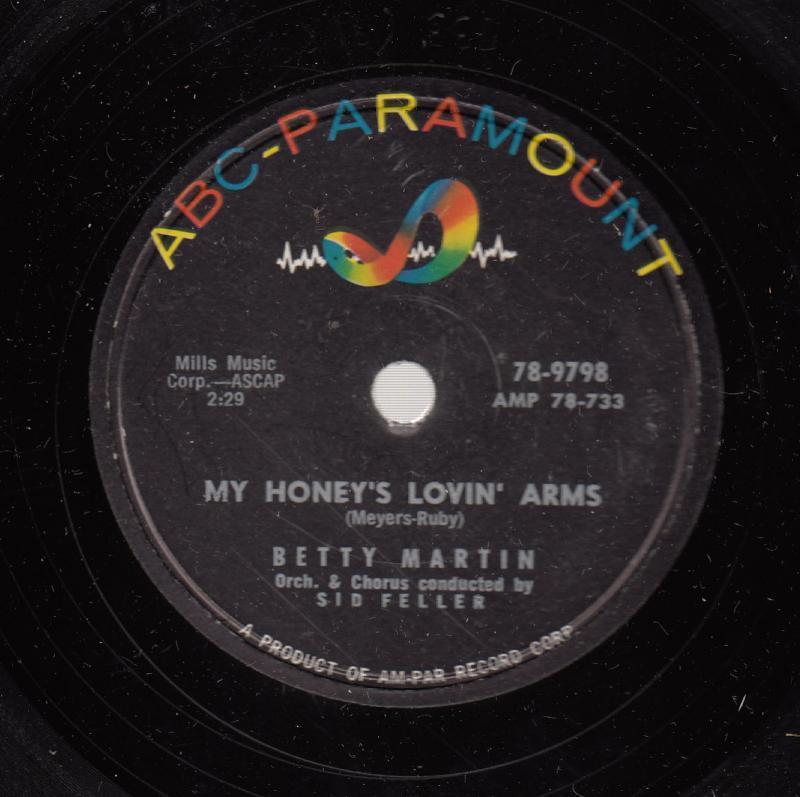 ABC-PARAMOUNT
Mills Music
Corp.—ASCAP
2:29
78-9798
AMP 78-733
MY HONEY'S LOVIN' ARMS
(Meyers-Ruby)
BETTY MARTIN
Orch. & Chorus conducted by
SID FELLER
A PRODUCT OF AM-PAR RECORD CORP.